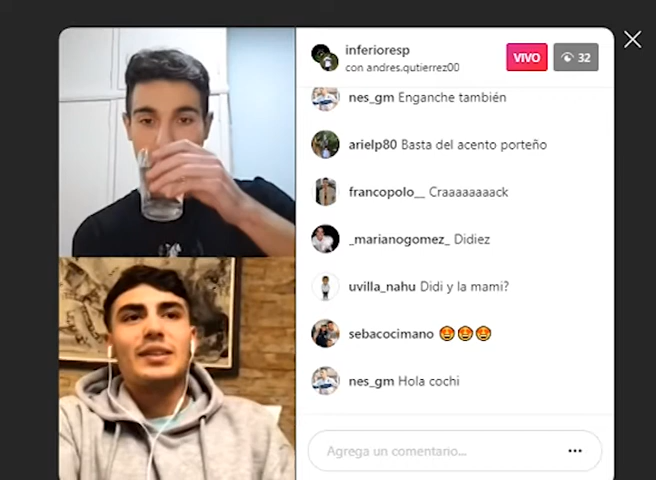 inferioresp
con andres.gutierrez00
VIVO
32
nes_gm Enganche también
arielp80 Basta del acento porteño
francopolo__ Craaaaaaaack
_marianogomez_ Didiez
uvilla_nahu Didi y la mami?
sebacocimano 🤩🤩🤩
nes_gm Hola cochi
Agrega un comentario...